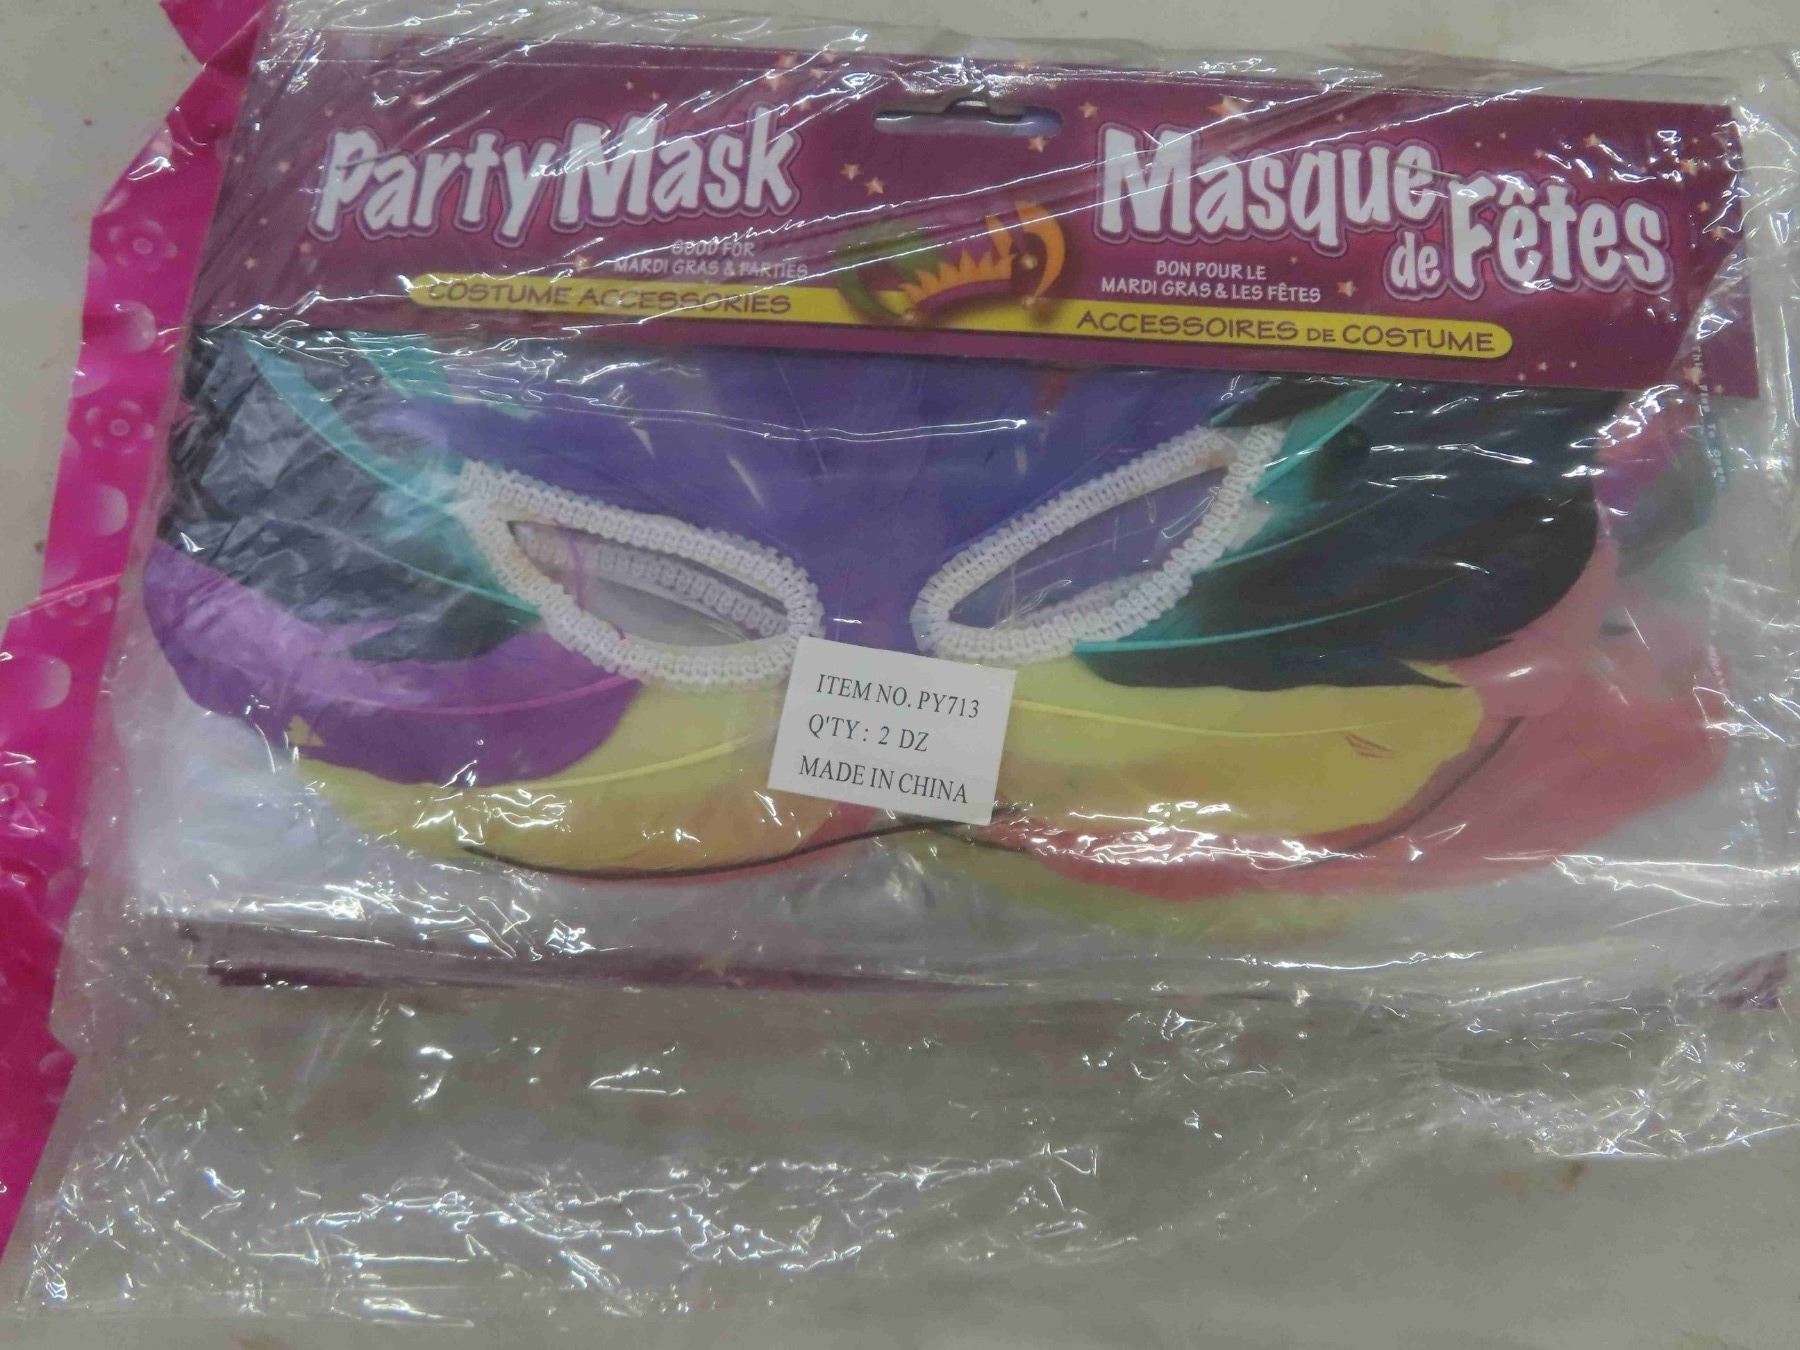 Party Mask
GOOD FOR
MARDI GRAS & PARTIES
COSTUME ACCESSORIES
Masque
de Fêtes
BON POUR LE
MARDI GRAS & LES FÊTES
ACCESSOIRES DE COSTUME
ITEM NO. PY713
Q'TY: 2 DZ
MADE IN CHINA